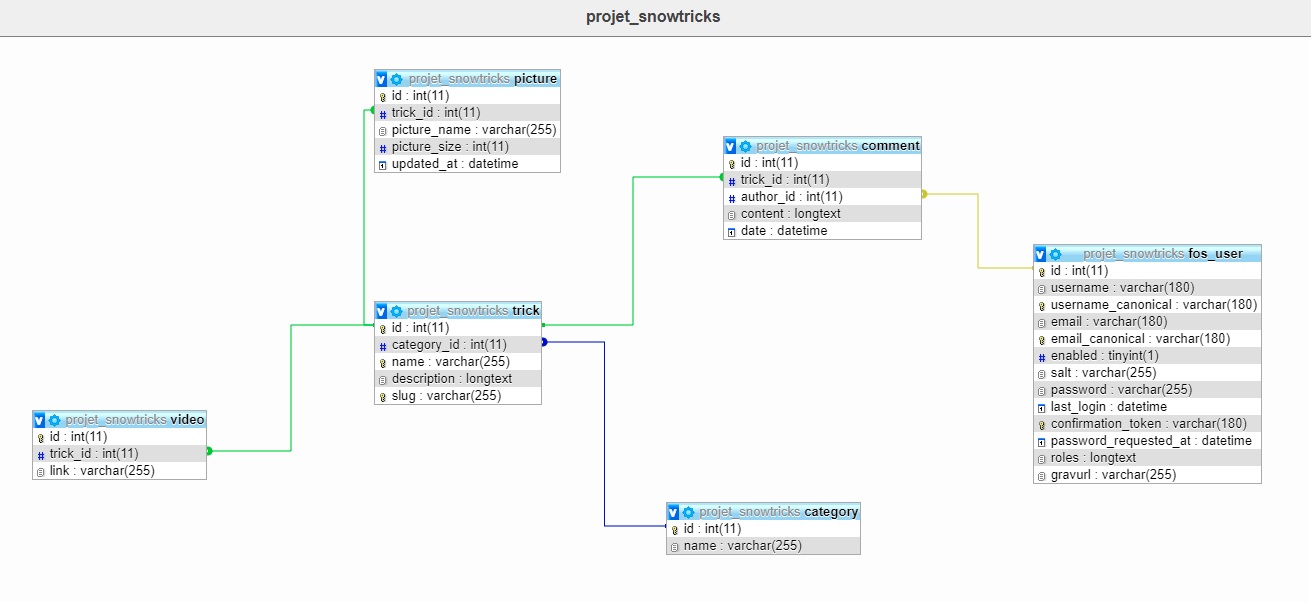 projet_snowtricks
projet_snowtricks picture
id : int(11)
trick_id : int(11)
picture_name : varchar(255)
picture_size : int(11)
updated_at : datetime
projet_snowtricks comment
id : int(11)
trick_id : int(11)
author_id : int(11)
content : longtext
date : datetime
projet_snowtricks fos_user
id : int(11)
username : varchar(180)
username_canonical : varchar(180)
email : varchar(180)
email_canonical : varchar(180)
enabled : tinyint(1)
salt : varchar(255)
password : varchar(255)
last_login : datetime
confirmation_token : varchar(180)
password_requested_at : datetime
roles : longtext
gravurl : varchar(255)
projet_snowtricks trick
id : int(11)
category_id : int(11)
name : varchar(255)
description : longtext
slug : varchar(255)
projet_snowtricks video
id : int(11)
trick_id : int(11)
link : varchar(255)
projet_snowtricks category
id : int(11)
name : varchar(255)